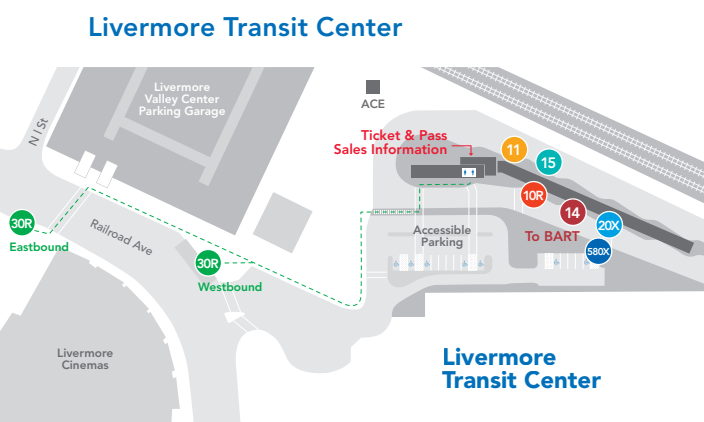 Livermore Transit Center
Livermore
Valley Center
Parking Garage
ACE
N I St
Ticket & Pass
Sales Information
11
15
10R
14
20X
580X
To BART
30R
Eastbound
Railroad Ave
30R
Westbound
Accessible
Parking
Livermore
Cinemas
Livermore
Transit Center